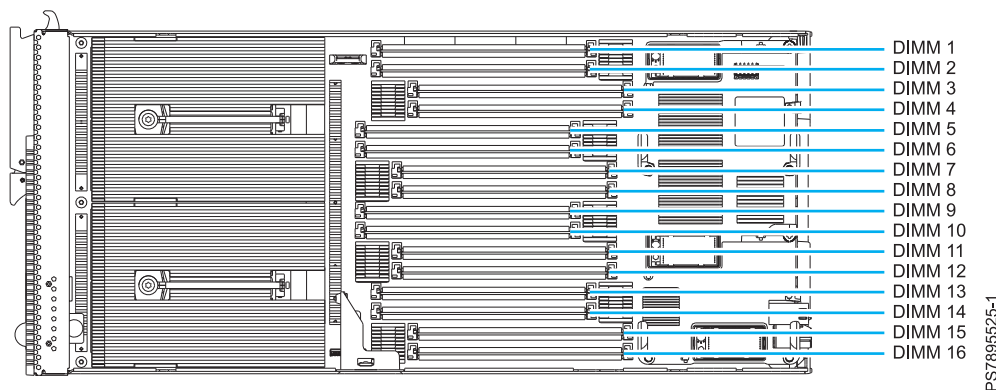 DIMM 1
DIMM 2
DIMM 3
DIMM 4
DIMM 5
DIMM 6
DIMM 7
DIMM 8
DIMM 9
DIMM 10
DIMM 11
DIMM 12
DIMM 13
DIMM 14
DIMM 15
DIMM 16
PS7895525-1